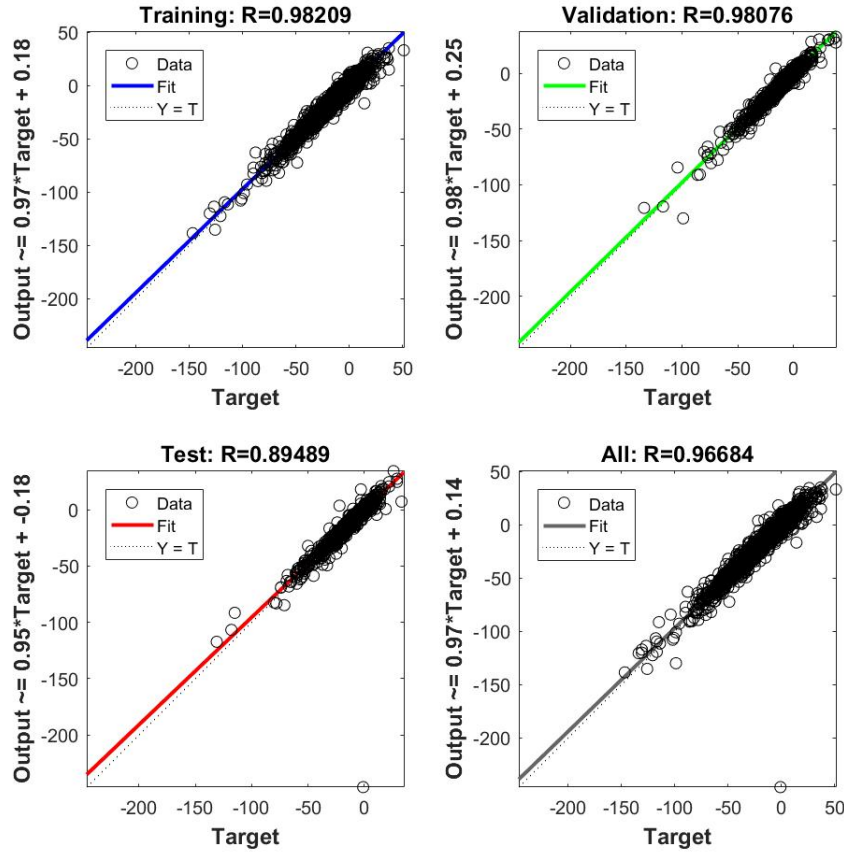 Training: R=0.98209
Output ~= 0.97*Target + 0.18
50
0
-50
-100
-150
-200
Data
Fit
Y = T
-200 -150 -100 -50 0 50
Target
Validation: R=0.98076
Output ~= 0.98*Target + 0.25
0
-50
-100
-150
-200
Data
Fit
Y = T
-200 -150 -100 -50 0
Target
Test: R=0.89489
Output ~= 0.95*Target + -0.18
0
-50
-100
-150
-200
Data
Fit
Y = T
-200 -150 -100 -50 0
Target
All: R=0.96684
Output ~= 0.97*Target + 0.14
50
0
-50
-100
-150
-200
Data
Fit
Y = T
-200 -150 -100 -50 0 50
Target